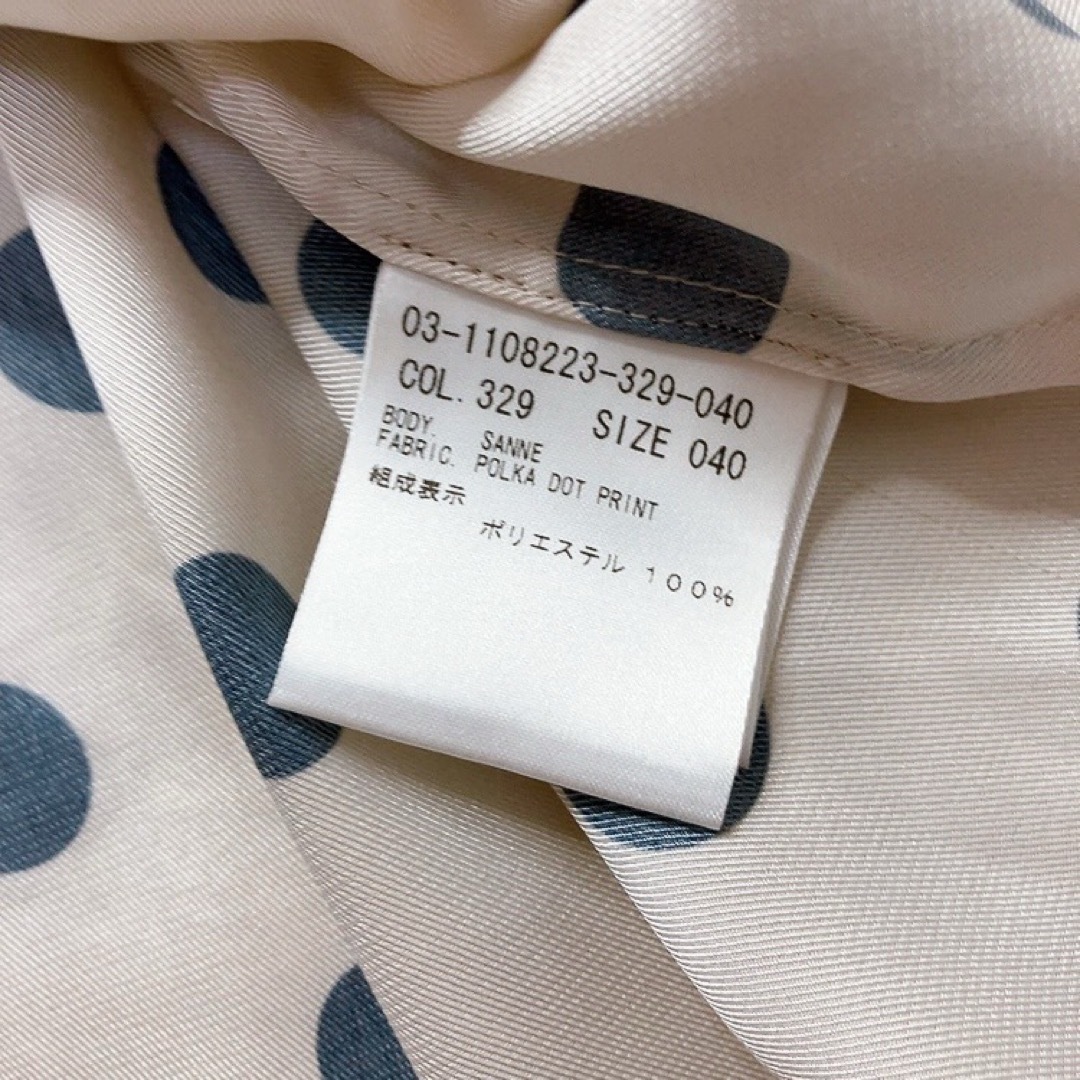 03-1108223-329-040
COL. 329 SIZE 040
BODY. SANNE
FABRIC. POLKA DOT PRINT
組成表示
ポリエステル １００％